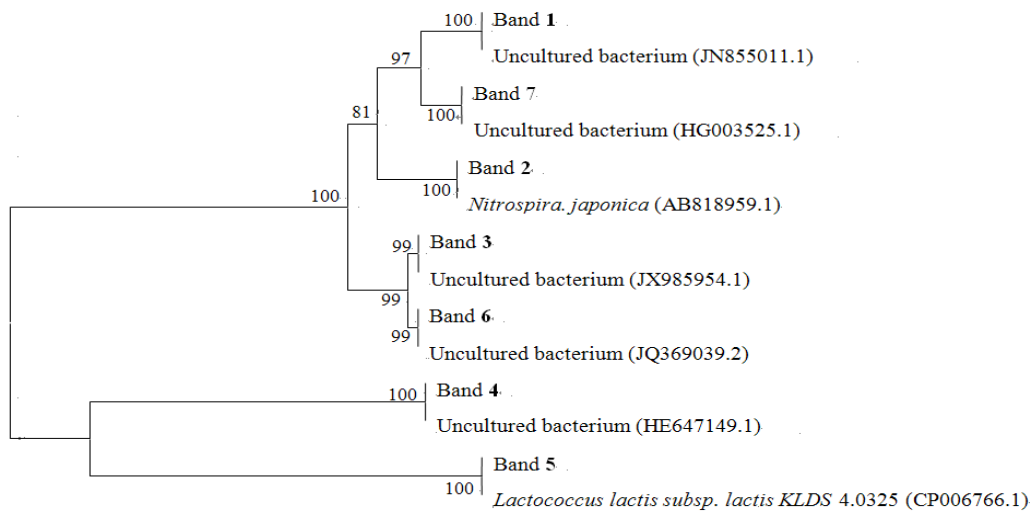 100 Band 1
Uncultured bacterium (JN855011.1)
97
Band 7
100
Uncultured bacterium (HG003525.1)
81
Band 2
100
100
Nitrospira. japonica (AB818959.1)
99 Band 3
Uncultured bacterium (JX985954.1)
99
Band 6
99
Uncultured bacterium (JQ369039.2)
100 Band 4
Uncultured bacterium (HE647149.1)
Band 5
100
Lactococcus lactis subsp. lactis KLDS 4.0325 (CP006766.1)